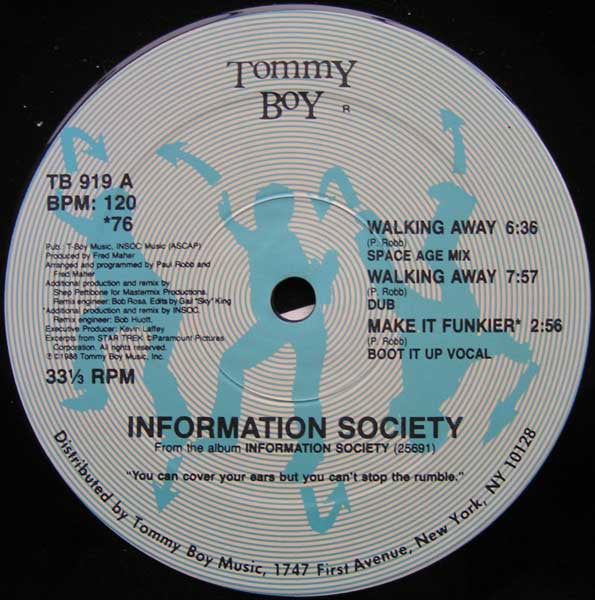 Tommy
Boy
R
TB 919 A
BPM: 120
*76
Pub.: T-Boy Music, INSOC Music (ASCAP)
Produced by Fred Maher
Arranged and programmed by Paul Robb and
Fred Maher
Additional production and remix by
Shep Pettibone for Mastermix Productions.
Remix engineer: Bob Rosa. Edits by Gail "Sky" King
*Additional production and remix by INSOC.
Remix engineer: Bob Huott.
Executive Producer: Kevin Laffey
Excerpts from STAR TREK. ©Paramount Pictures
Corporation. All rights reserved.
℗©1988 Tommy Boy Music, Inc.
33⅓ RPM
WALKING AWAY 6:36
(P. Robb)
SPACE AGE MIX
WALKING AWAY 7:57
(P. Robb)
DUB
MAKE IT FUNKIER* 2:56
(P. Robb)
BOOT IT UP VOCAL
INFORMATION SOCIETY
From the album INFORMATION SOCIETY (25691)
"You can cover your ears but you can't stop the rumble."
Distributed by Tommy Boy Music, 1747 First Avenue, New York, NY 10128